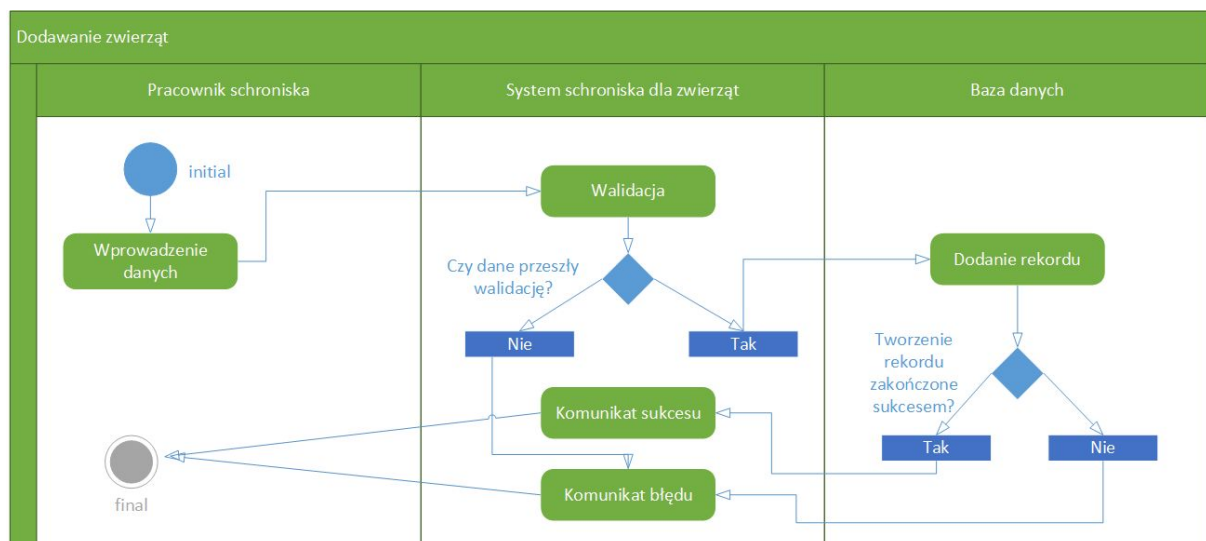 Dodawanie zwierząt
Pracownik schroniska
System schroniska dla zwierząt
Baza danych
initial
Wprowadzenie
danych
Walidacja
Czy dane przeszły
walidację?
Nie
Tak
Dodanie rekordu
Tworzenie
rekordu
zakończone
sukcesem?
Tak
Nie
Komunikat sukcesu
Komunikat błędu
final